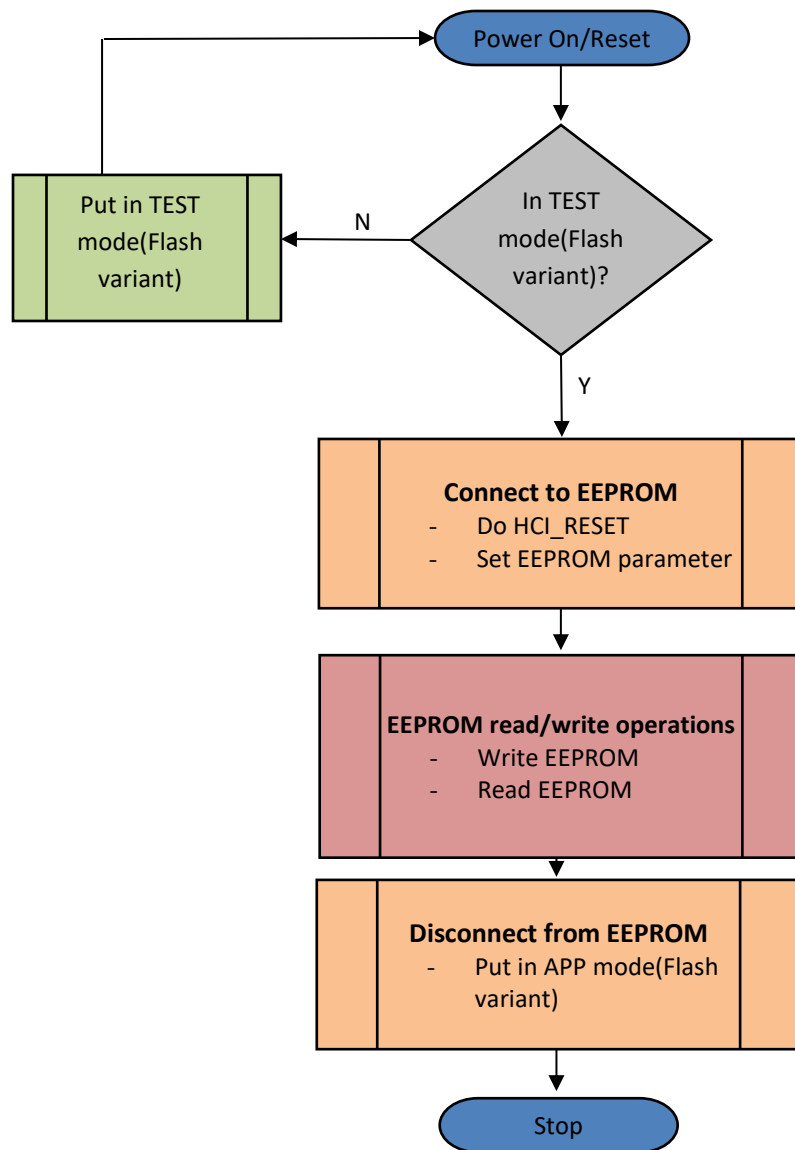 Power On/Reset
In TEST
mode(Flash
variant)?
N
Put in TEST
mode(Flash
variant)
Y
Connect to EEPROM
- Do HCI_RESET
- Set EEPROM parameter
EEPROM read/write operations
- Write EEPROM
- Read EEPROM
Disconnect from EEPROM
- Put in APP mode(Flash
variant)
Stop